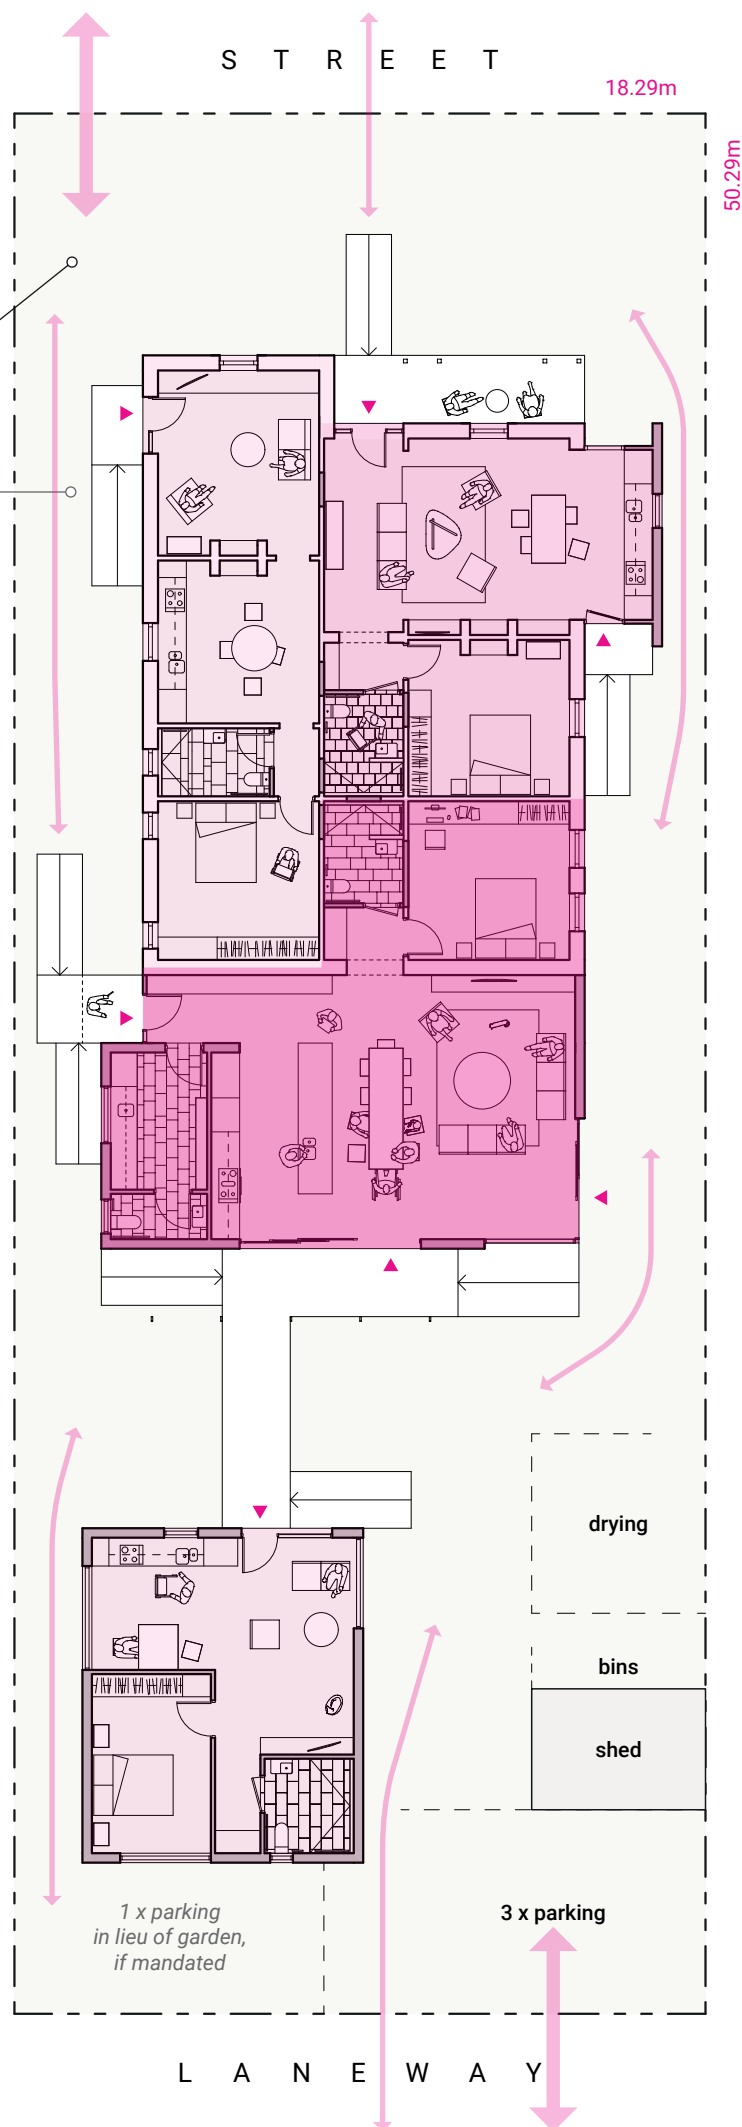 S T R E E T
18.29m
50.29m
drying
bins
shed
1 x parking
in lieu of garden,
if mandated
3 x parking
L A N E W A Y